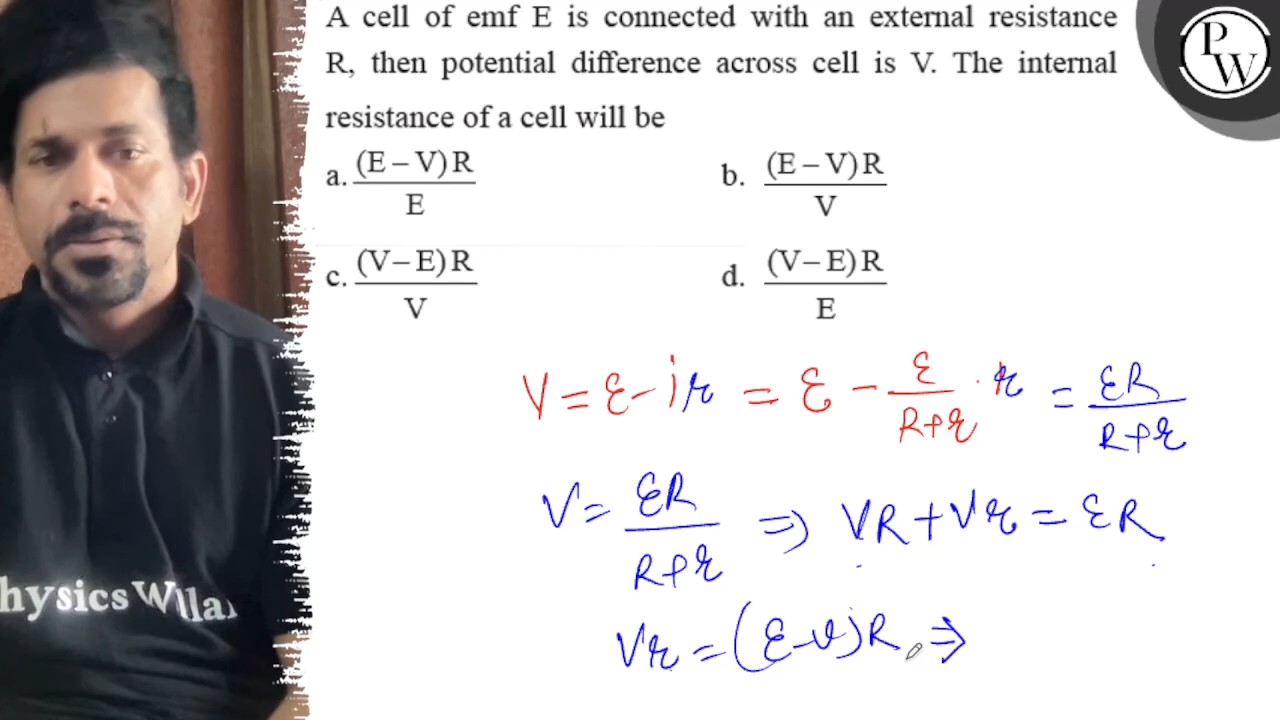 A cell of emf E is connected with an external resistance
R, then potential difference across cell is V. The internal
resistance of a cell will be
a. (E – V) R / E
b. (E – V) R / V
c. (V – E) R / V
d. (V – E) R / E
V = ε - ir = ε - ε/(R+r) · r = εR/(R+r)
V = εR/(R+r) ⇒ VR + Vr = εR
Vr = (ε-v)R ⇒
PW
hysics Wallah